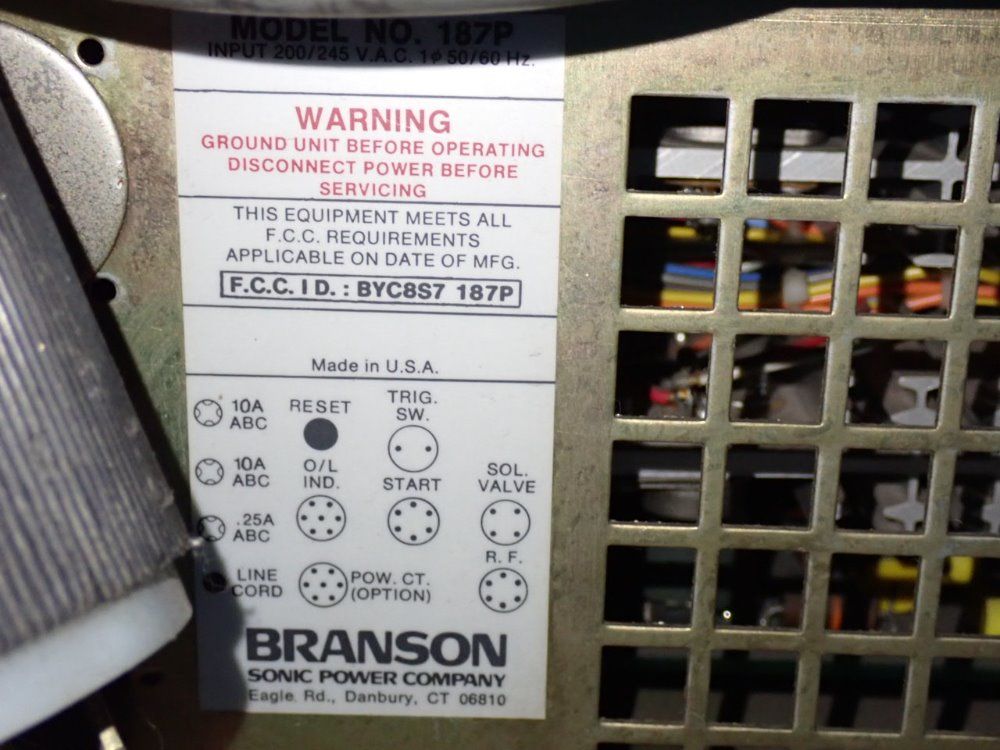 MODEL NO. 187P
INPUT 200/245 V.A.C. 1φ 50/60 Hz.
WARNING
GROUND UNIT BEFORE OPERATING
DISCONNECT POWER BEFORE
SERVICING
THIS EQUIPMENT MEETS ALL
F.C.C. REQUIREMENTS
APPLICABLE ON DATE OF MFG.
F.C.C. I D. : BYC8S7 187P
Made in U.S.A.
10A
ABC
RESET
TRIG.
SW.
10A
ABC
O/L
IND.
START
SOL.
VALVE
.25A
ABC
LINE
CORD
POW. CT.
(OPTION)
R. F.
BRANSON
SONIC POWER COMPANY
Eagle Rd., Danbury, CT 06810